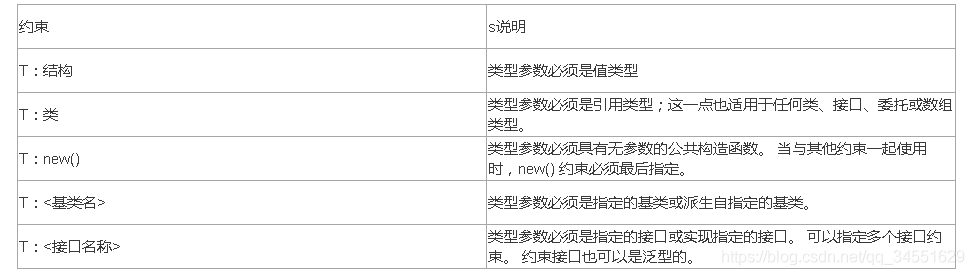 约束
s说明
T：结构
类型参数必须是值类型
T：类
类型参数必须是引用类型；这一点也适用于任何类、接口、委托或数组
类型。
T：new()
类型参数必须具有无参数的公共构造函数。 当与其他约束一起使用
时，new() 约束必须最后指定。
T：<基类名>
类型参数必须是指定的基类或派生自指定的基类。
T：<接口名称>
类型参数必须是指定的接口或实现指定的接口。 可以指定多个接口约
束。 约束接口也可以是泛型的。
https://blog.csdn.net/qq_34551629